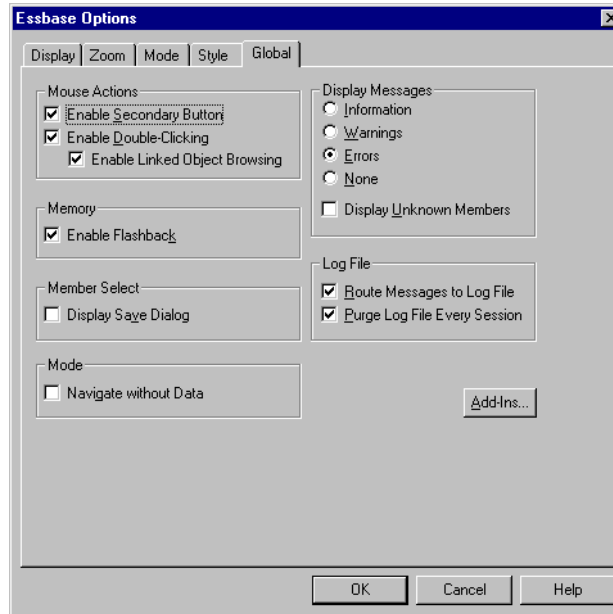 Essbase Options
Display Zoom Mode Style Global
Mouse Actions
Enable Secondary Button
Enable Double-Clicking
Enable Linked Object Browsing
Memory
Enable Flashback
Member Select
Display Save Dialog
Mode
Navigate without Data
Display Messages
Information
Warnings
Errors
None
Display Unknown Members
Log File
Route Messages to Log File
Purge Log File Every Session
Add-Ins...
OK Cancel Help